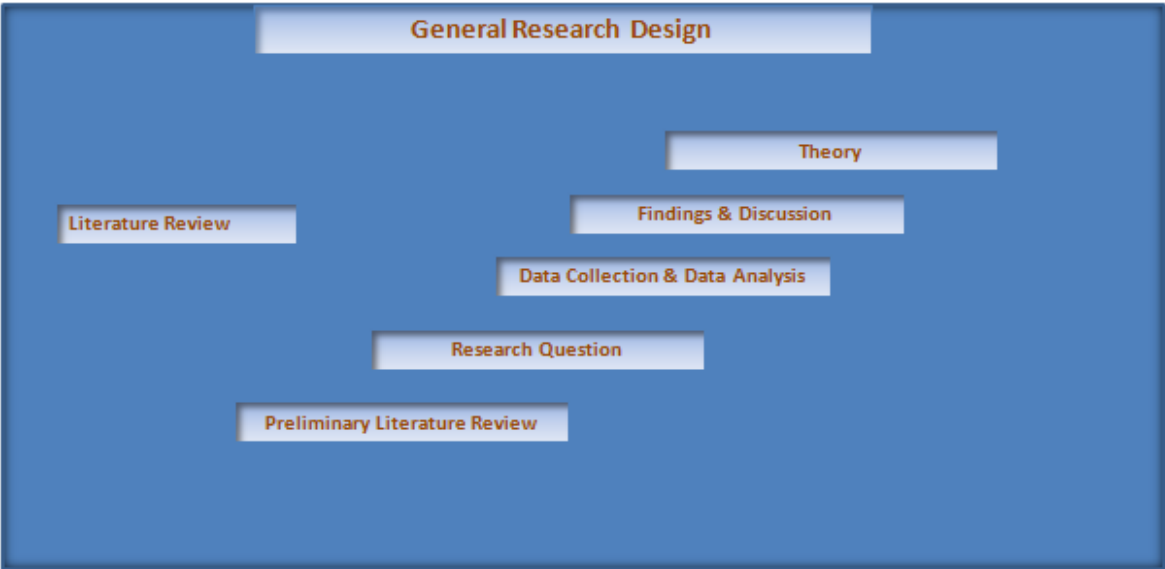 General Research Design
Theory
Literature Review
Findings & Discussion
Data Collection & Data Analysis
Research Question
Preliminary Literature Review